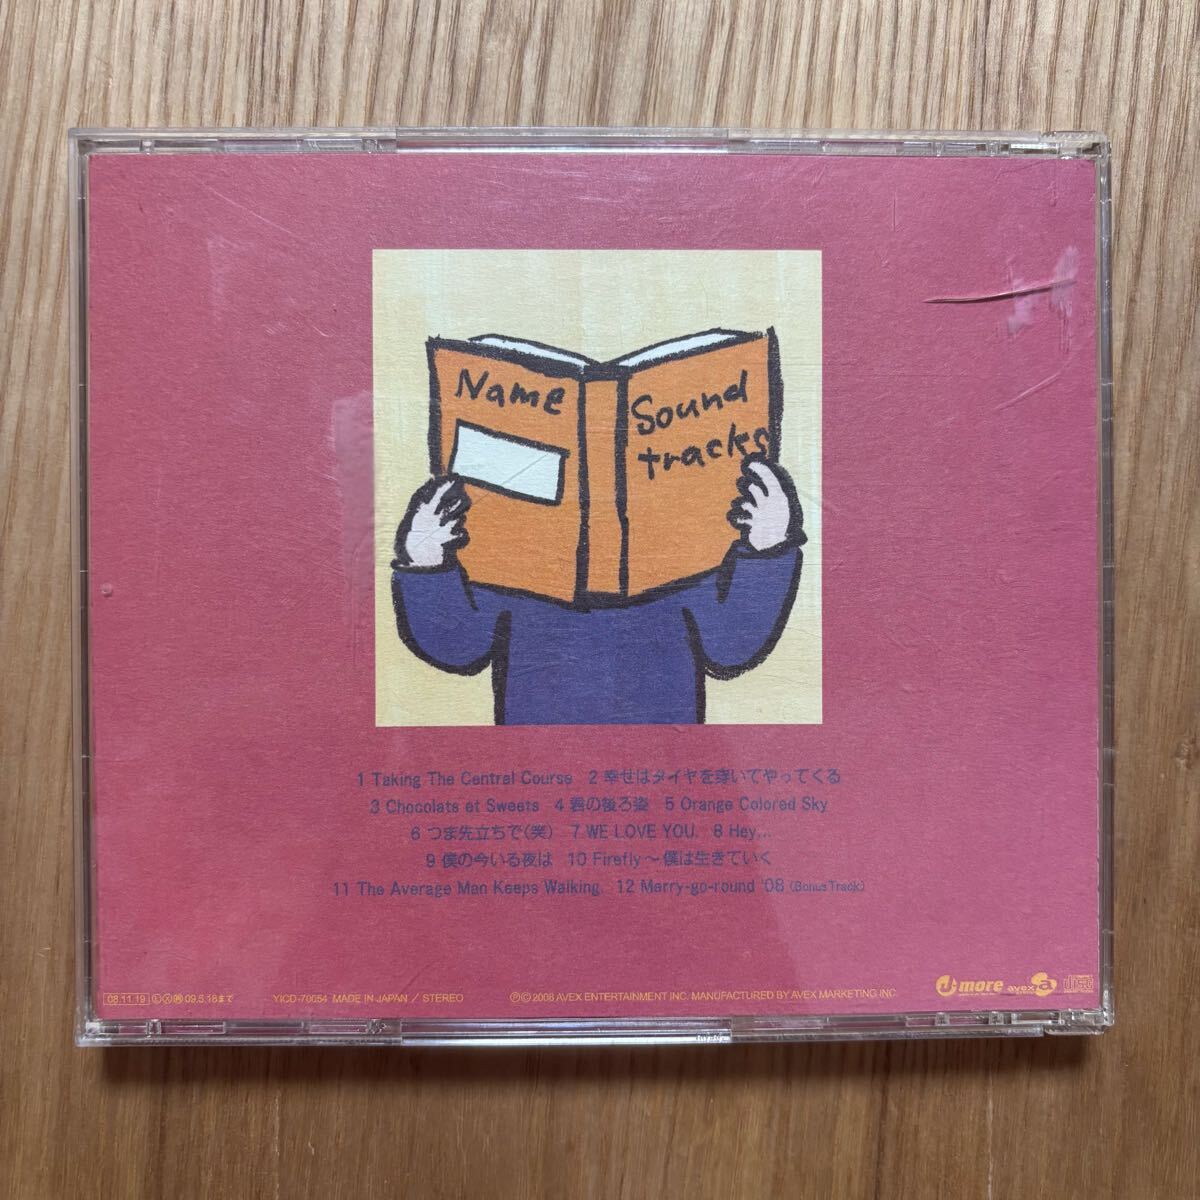 Name
Sound
tracks
1 Taking The Central Course 2 幸せはダイヤを穿いてやってくる
3 Chocolats et Sweets 4 君の後ろ姿 5 Orange Colored Sky
6 つま先立ちで(笑) 7 WE LOVE YOU. 8 Hey...
9 僕の今いる夜は 10 Firefly～僕は生きていく
11 The Average Man Keeps Walking. 12 Merry-go-round '08 (Bonus Track)
08.11.19 09.5.18まで YICD-70054 MADE IN JAPAN / STEREO ⓅⒸ2008 AVEX ENTERTAINMENT INC. MANUFACTURED BY AVEX MARKETING INC. more avex disc